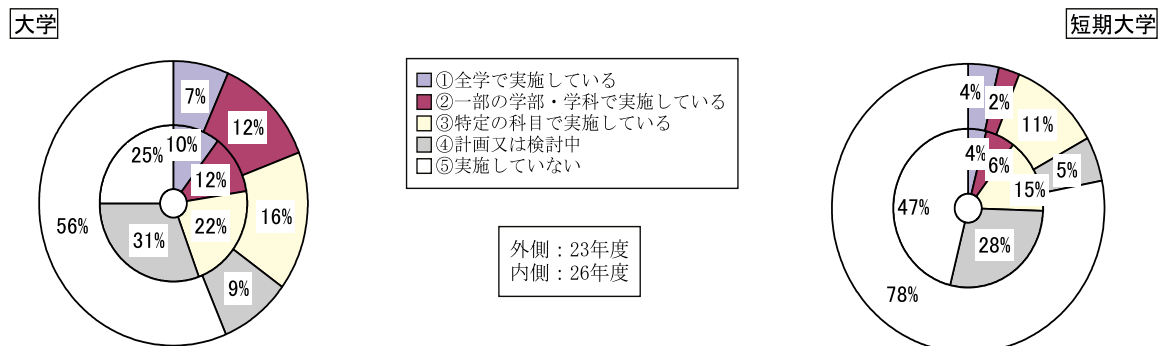 大学
短期大学
①全学で実施している
②一部の学部・学科で実施している
③特定の科目で実施している
④計画又は検討中
⑤実施していない
外側：23年度
内側：26年度
7%
12%
16%
9%
56%
10%
12%
22%
31%
25%
4%
2%
11%
5%
78%
4%
6%
15%
28%
47%